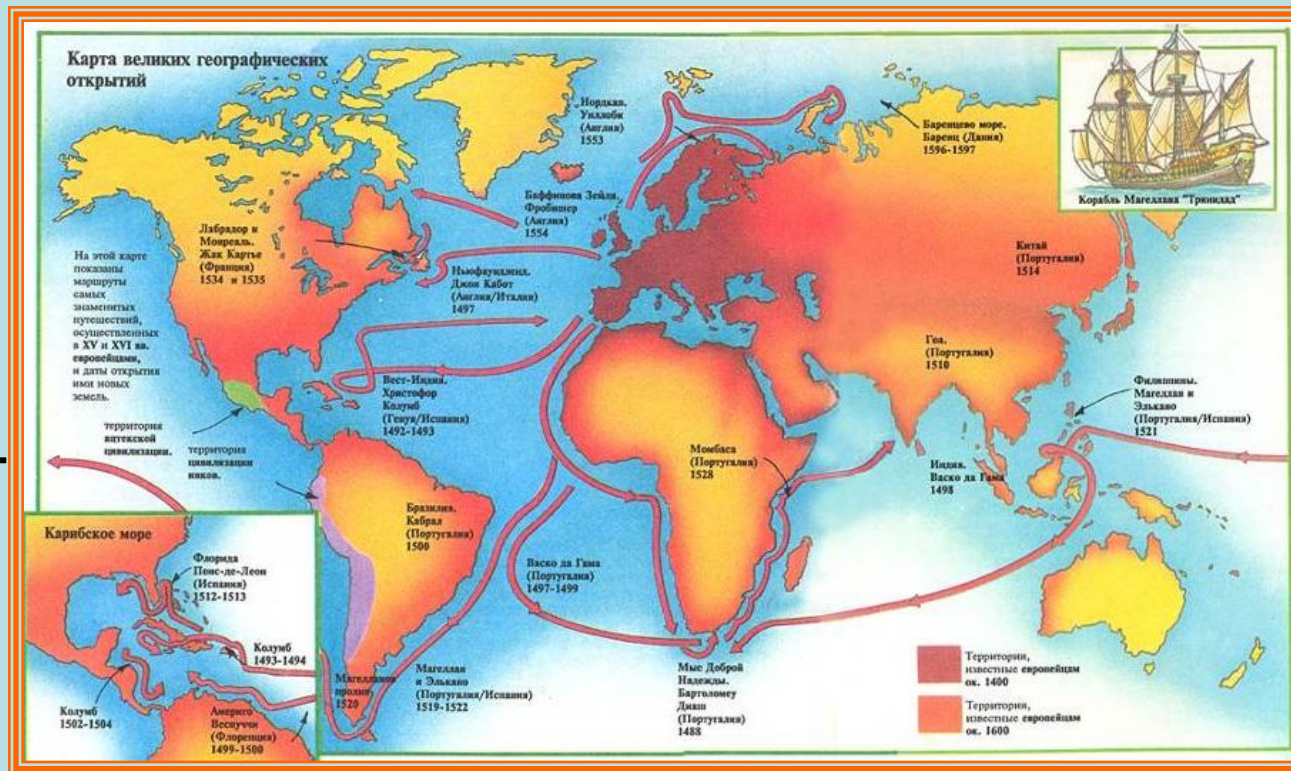 Карта великих географических
открытий
Нордкап.
Уиллоби
(Англия)
1553
Баренцево море.
Баренц (Дания)
1596-1597
Корабль Магеллана "Тринидад"
Баффинова Земля.
Фробишер
(Англия)
1554
Лабрадор и
Монреаль.
Жак Картье
(Франция)
1534 и 1535
На этой карте
показаны
маршруты
самых
знаменитых
путешествий,
осуществленных
в XV и XVI вв.
европейцами,
и даты открытия
ими новых
земель.
Ньюфаундленд.
Джон Кабот
(Англия/Италия)
1497
Китай
(Португалия)
1514
Гоа.
(Португалия)
1510
Вест-Индия.
Христофор
Колумб
(Генуя/Испания)
1492-1493
Филиппины.
Магеллан и
Элькано
(Португалия/Испания)
1521
территория
ацтекской
цивилизации.
территория
цивилизации
инков.
Момбаса
(Португалия)
1528
Индия.
Васко да Гама
1498
Бразилия.
Кабрал
(Португалия)
1500
Васко да Гама
(Португалия)
1497-1499
Карибское море
Флорида
Понс-де-Леон
(Испания)
1512-1513
Колумб
1493-1494
Колумб
1502-1504
Америго
Веспуччи
(Флоренция)
1499-1500
Магелланов
пролив
1520
Магеллан
и Элькано
(Португалия/Испания)
1519-1522
Мыс Доброй
Надежды.
Бартоломеу
Диаш
(Португалия)
1488
Территории,
известные европейцам
ок. 1400
Территории,
известные европейцам
ок. 1600